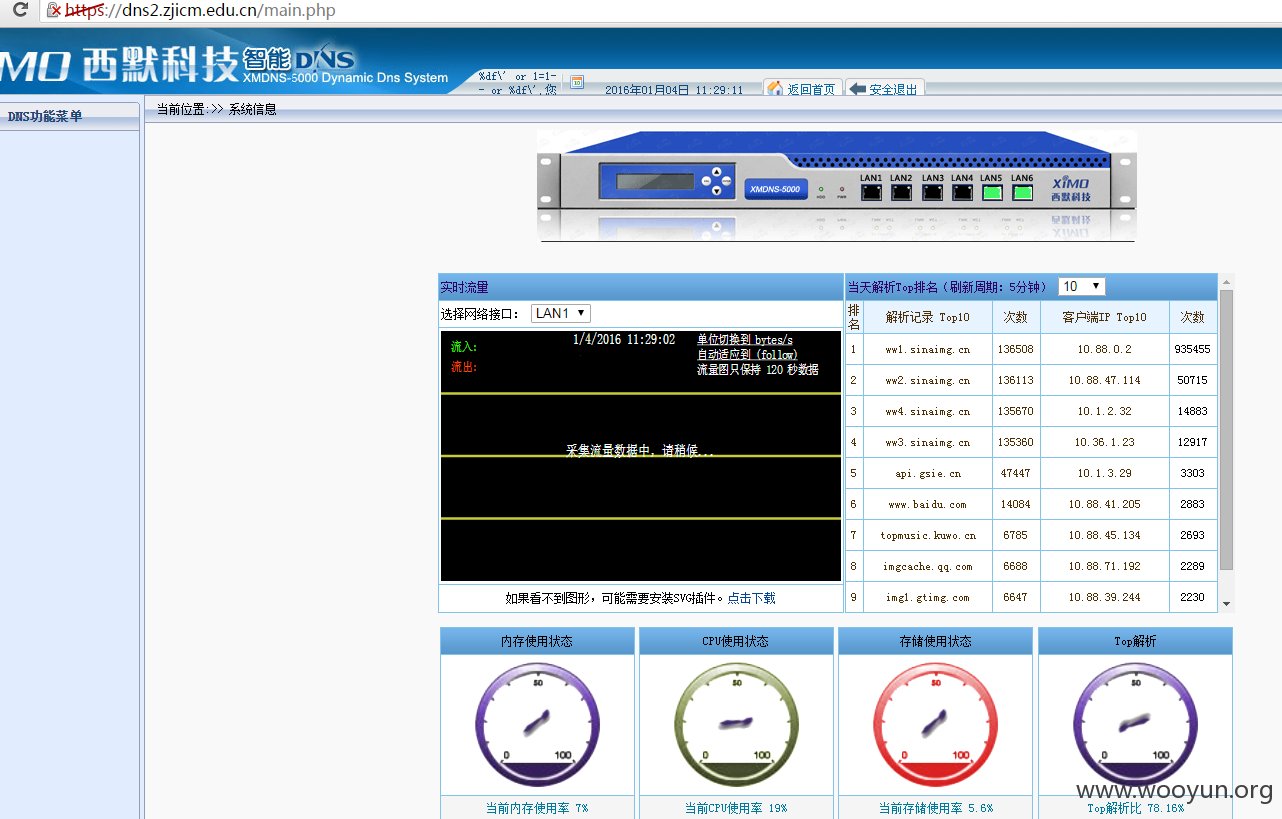 https://dns2.zjicm.edu.cn/main.php
MO 西默科技 智能DNS
XMDNS-5000 Dynamic Dns System
%df\' or 1=1-
- or %df\',您
2016年01月04日 11:29:11
返回首页
安全退出
DNS功能菜单
当前位置:>> 系统信息
XMDNS-5000
LAN1 LAN2 LAN3 LAN4 LAN5 LAN6
XIMO
西默科技
实时流量
选择网络接口: LAN1
流入:
流出:
1/4/2016 11:29:02
单位切换到 bytes/s
自动适应到 (follow)
流量图只保持 120 秒数据
采集流量数据中, 请稍候...
如果看不到图形，可能需要安装SVG插件。点击下载
当天解析Top排名（刷新周期：5分钟） 10
排名 解析记录 Top10 次数 客户端IP Top10 次数
1 ww1.sinaimg.cn 136508 10.88.0.2 935455
2 ww2.sinaimg.cn 136113 10.88.47.114 50715
3 ww4.sinaimg.cn 135670 10.1.2.32 14883
4 ww3.sinaimg.cn 135360 10.36.1.23 12917
5 api.gsie.cn 47447 10.1.3.29 3303
6 www.baidu.com 14084 10.88.41.205 2883
7 topmusic.kuwo.cn 6785 10.88.45.134 2693
8 imgcache.qq.com 6688 10.88.71.192 2289
9 img1.gtimg.com 6647 10.88.39.244 2230
内存使用状态
CPU使用状态
存储使用状态
Top解析
50
0 100
50
0 100
50
0 100
50
0 100
当前内存使用率 7%
当前CPU使用率 19%
当前存储使用率 5.6%
Top解析比 78.16%
www.wooyun.org